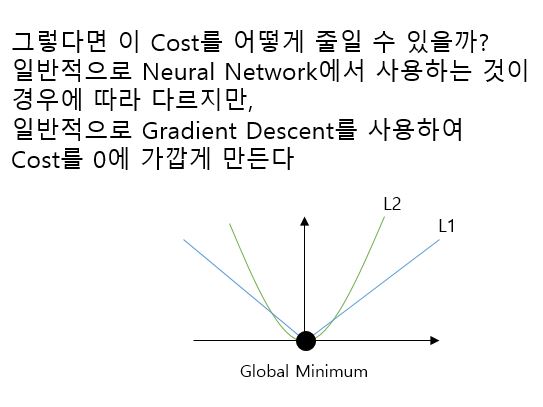 그렇다면 이 Cost를 어떻게 줄일 수 있을까?
일반적으로 Neural Network에서 사용하는 것이
경우에 따라 다르지만,
일반적으로 Gradient Descent를 사용하여
Cost를 0에 가깝게 만든다
L2
L1
Global Minimum